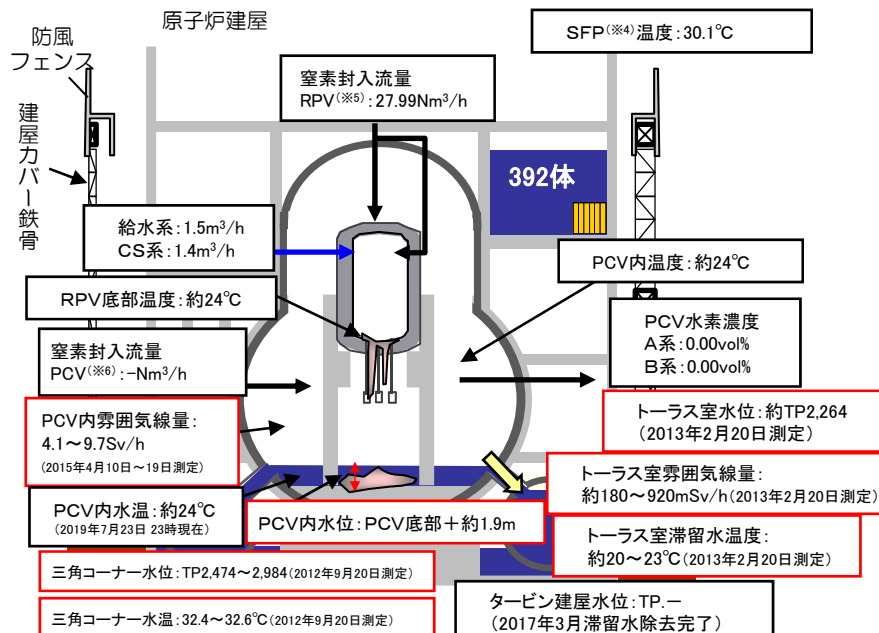 原子炉建屋
防風
フェンス
建屋カバー鉄骨
SFP(※4)温度:30.1℃
窒素封入流量
RPV(※5):27.99Nm³/h
392体
給水系:1.5m³/h
CS系:1.4m³/h
PCV内温度:約24℃
RPV底部温度:約24℃
PCV水素濃度
A系:0.00vol%
B系:0.00vol%
窒素封入流量
PCV(※6):-Nm³/h
トーラス室水位:約TP2,264
(2013年2月20日測定)
PCV内雰囲気線量:
4.1~9.7Sv/h
(2015年4月10日~19日測定)
トーラス室雰囲気線量:
約180~920mSv/h(2013年2月20日測定)
PCV内水温:約24℃
(2019年7月23日 23時現在)
PCV内水位:PCV底部+約1.9m
トーラス室滞留水温度:
約20~23℃(2013年2月20日測定)
三角コーナー水位:TP2,474~2,984(2012年9月20日測定)
三角コーナー水温:32.4~32.6℃(2012年9月20日測定)
タービン建屋水位:TP.-
(2017年3月滞留水除去完了)